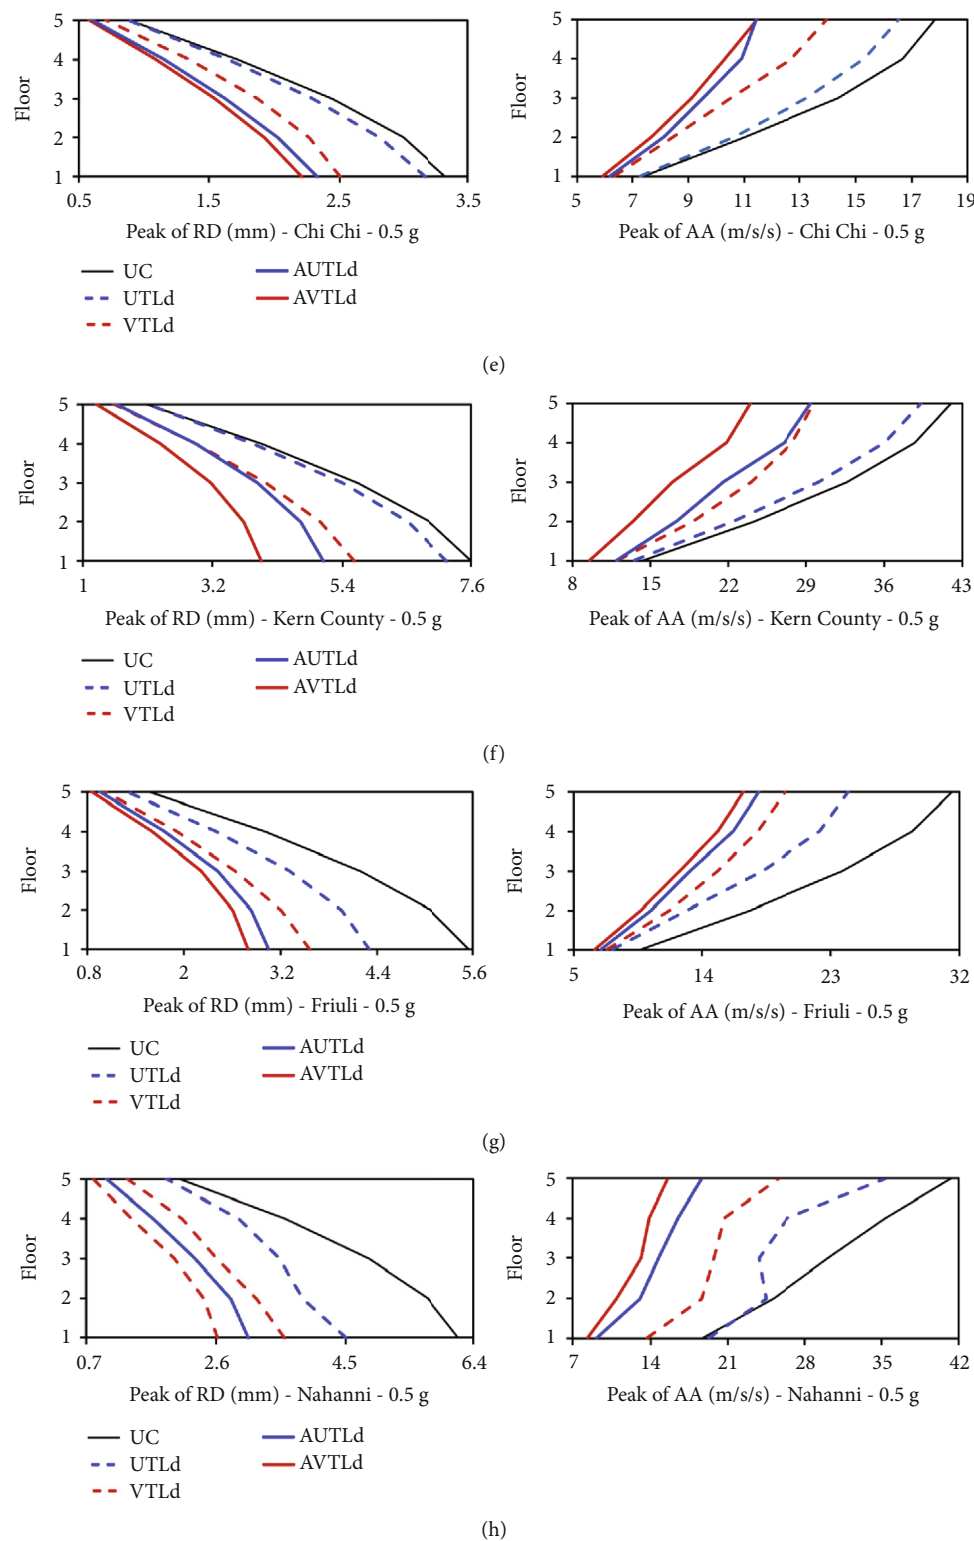 5
4
3
2
1
Floor
0.5 1.5 2.5 3.5
Peak of RD (mm) - Chi Chi - 0.5 g
5
4
3
2
1
Floor
5 7 9 11 13 15 17 19
Peak of AA (m/s/s) - Chi Chi - 0.5 g
UC
UTLd
VTLd
AUTLd
AVTLd
(e)
5
4
3
2
1
Floor
1 3.2 5.4 7.6
Peak of RD (mm) - Kern County - 0.5 g
5
4
3
2
1
Floor
8 15 22 29 36 43
Peak of AA (m/s/s) - Kern County - 0.5 g
UC
UTLd
VTLd
AUTLd
AVTLd
(f)
5
4
3
2
1
Floor
0.8 2 3.2 4.4 5.6
Peak of RD (mm) - Friuli - 0.5 g
5
4
3
2
1
Floor
5 14 23 32
Peak of AA (m/s/s) - Friuli - 0.5 g
UC
UTLd
VTLd
AUTLd
AVTLd
(g)
5
4
3
2
1
Floor
0.7 2.6 4.5 6.4
Peak of RD (mm) - Nahanni - 0.5 g
5
4
3
2
1
Floor
7 14 21 28 35 42
Peak of AA (m/s/s) - Nahanni - 0.5 g
UC
UTLd
VTLd
AUTLd
AVTLd
(h)